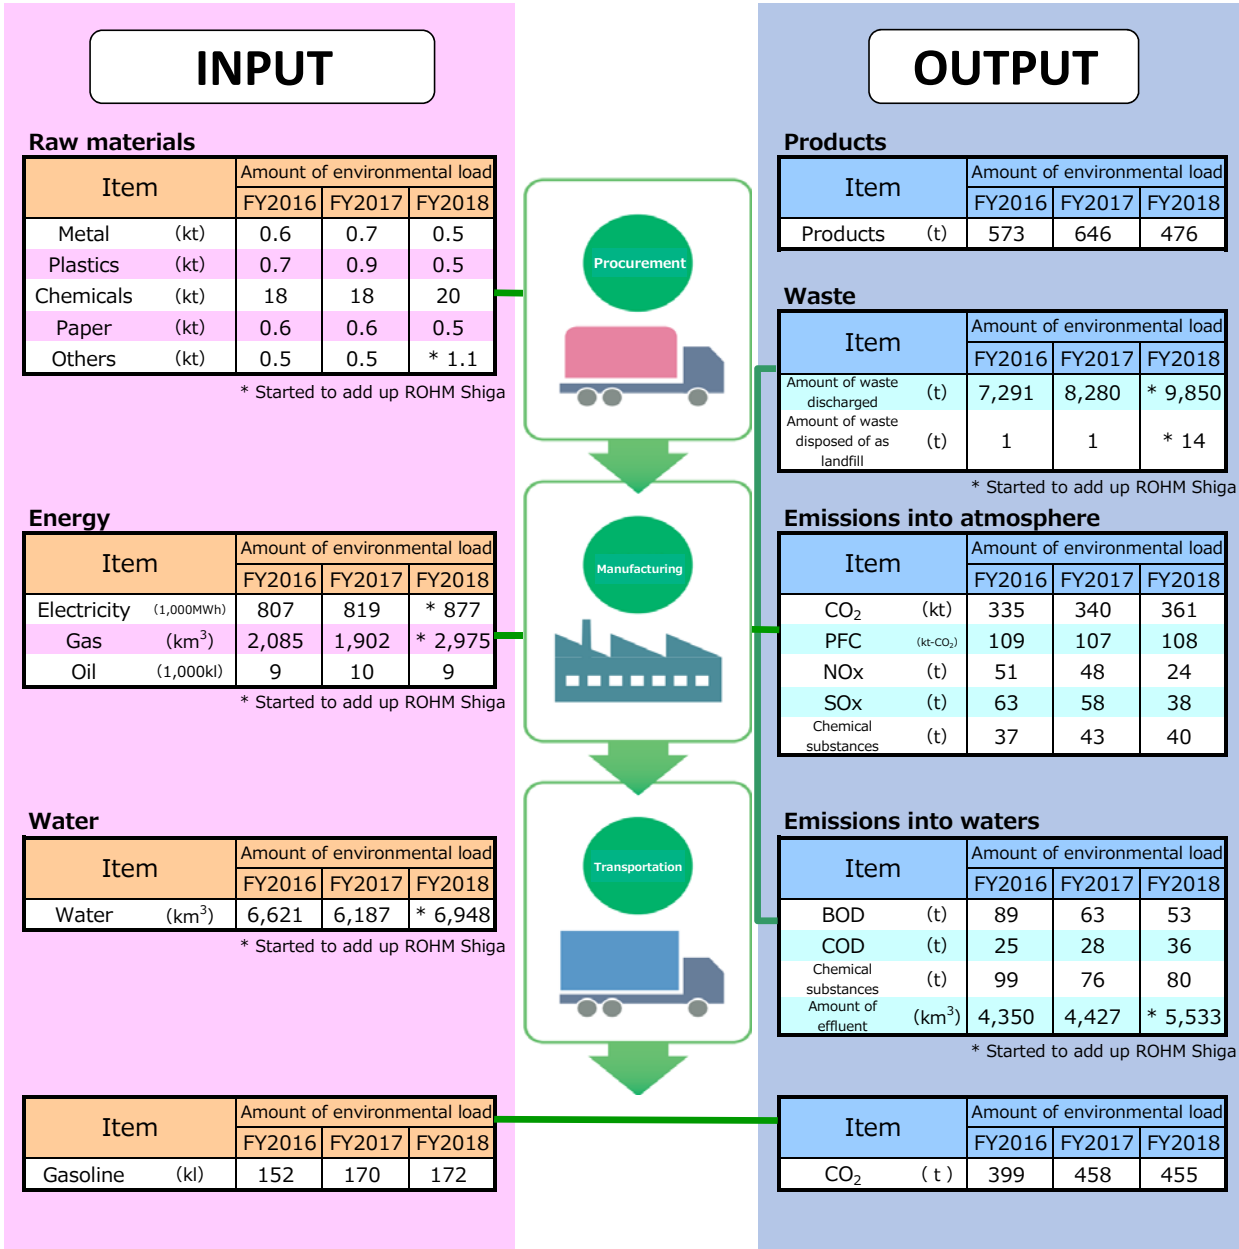 INPUT
Raw materials
Item Amount of environmental load
FY2016 FY2017 FY2018
Metal (kt) 0.6 0.7 0.5
Plastics (kt) 0.7 0.9 0.5
Chemicals (kt) 18 18 20
Paper (kt) 0.6 0.6 0.5
Others (kt) 0.5 0.5 * 1.1
* Started to add up ROHM Shiga
Energy
Item Amount of environmental load
FY2016 FY2017 FY2018
Electricity (1,000MWh) 807 819 * 877
Gas (km³) 2,085 1,902 * 2,975
Oil (1,000kl) 9 10 9
* Started to add up ROHM Shiga
Water
Item Amount of environmental load
FY2016 FY2017 FY2018
Water (km³) 6,621 6,187 * 6,948
* Started to add up ROHM Shiga
Item Amount of environmental load
FY2016 FY2017 FY2018
Gasoline (kl) 152 170 172
Procurement
Manufacturing
Transportation
OUTPUT
Products
Item Amount of environmental load
FY2016 FY2017 FY2018
Products (t) 573 646 476
Waste
Item Amount of environmental load
FY2016 FY2017 FY2018
Amount of waste
discharged (t) 7,291 8,280 * 9,850
Amount of waste
disposed of as (t) 1 1 * 14
landfill
* Started to add up ROHM Shiga
Emissions into atmosphere
Item Amount of environmental load
FY2016 FY2017 FY2018
CO₂ (kt) 335 340 361
PFC (kt-CO₂) 109 107 108
NOx (t) 51 48 24
SOx (t) 63 58 38
Chemical
substances (t) 37 43 40
Emissions into waters
Item Amount of environmental load
FY2016 FY2017 FY2018
BOD (t) 89 63 53
COD (t) 25 28 36
Chemical
substances (t) 99 76 80
Amount of
effluent (km³) 4,350 4,427 * 5,533
* Started to add up ROHM Shiga
Item Amount of environmental load
FY2016 FY2017 FY2018
CO₂ ( t ) 399 458 455